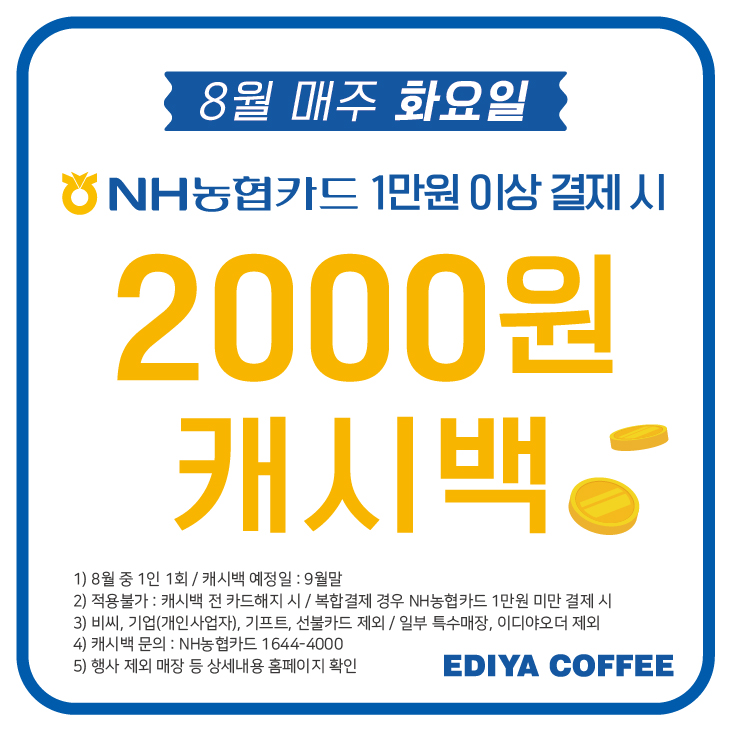 8월 매주 화요일
NH농협카드 1만원 이상 결제 시
2000원
캐시백
1) 8월 중 1인 1회 / 캐시백 예정일 : 9월말
2) 적용불가 : 캐시백 전 카드해지 시 / 복합결제 경우 NH농협카드 1만원 미만 결제 시
3) 비씨, 기업(개인사업자), 기프트, 선불카드 제외 / 일부 특수매장, 이디야오더 제외
4) 캐시백 문의 : NH농협카드 1644-4000
5) 행사 제외 매장 등 상세내용 홈페이지 확인
EDIYA COFFEE